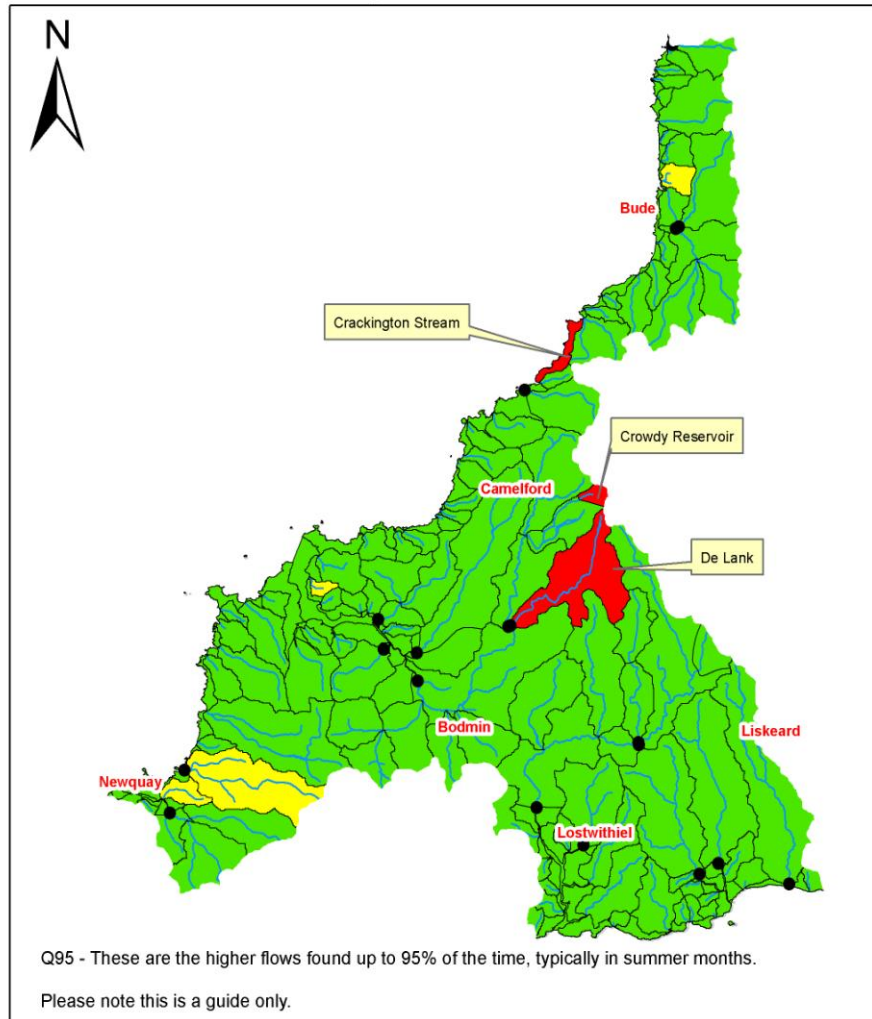 N
Bude
Crackington Stream
Crowdy Reservoir
Camelford
De Lank
Bodmin
Liskeard
Newquay
Lostwithiel
Q95 - These are the higher flows found up to 95% of the time, typically in summer months.
Please note this is a guide only.